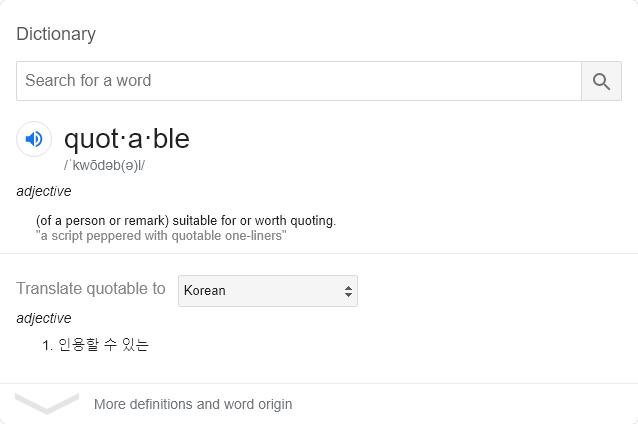 Dictionary
Search for a word
quot·a·ble
/ˈkwōdəb(ə)l/
adjective
(of a person or remark) suitable for or worth quoting.
"a script peppered with quotable one-liners"
Translate quotable to Korean
adjective
1. 인용할 수 있는
More definitions and word origin